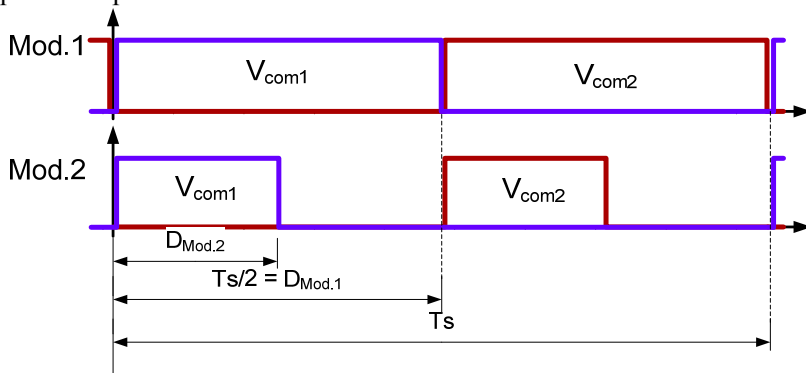 Mod.1
Vcom1
Vcom2
Mod.2
Vcom1
Vcom2
DMod.2
Ts/2 = DMod.1
Ts